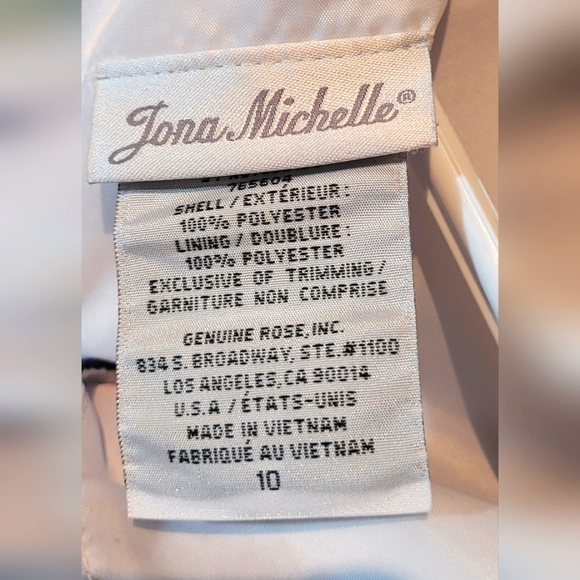 Jona Michelle®
765604
SHELL / EXTÉRIEUR:
100% POLYESTER
LINING / DOUBLURE:
100% POLYESTER
EXCLUSIVE OF TRIMMING/
GARNITURE NON COMPRISE
GENUINE ROSE, INC.
834 S. BROADWAY, STE.#1100
LOS ANGELES, CA 90014
U.S.A / ÉTATS-UNIS
MADE IN VIETNAM
FABRIQUÉ AU VIETNAM
10